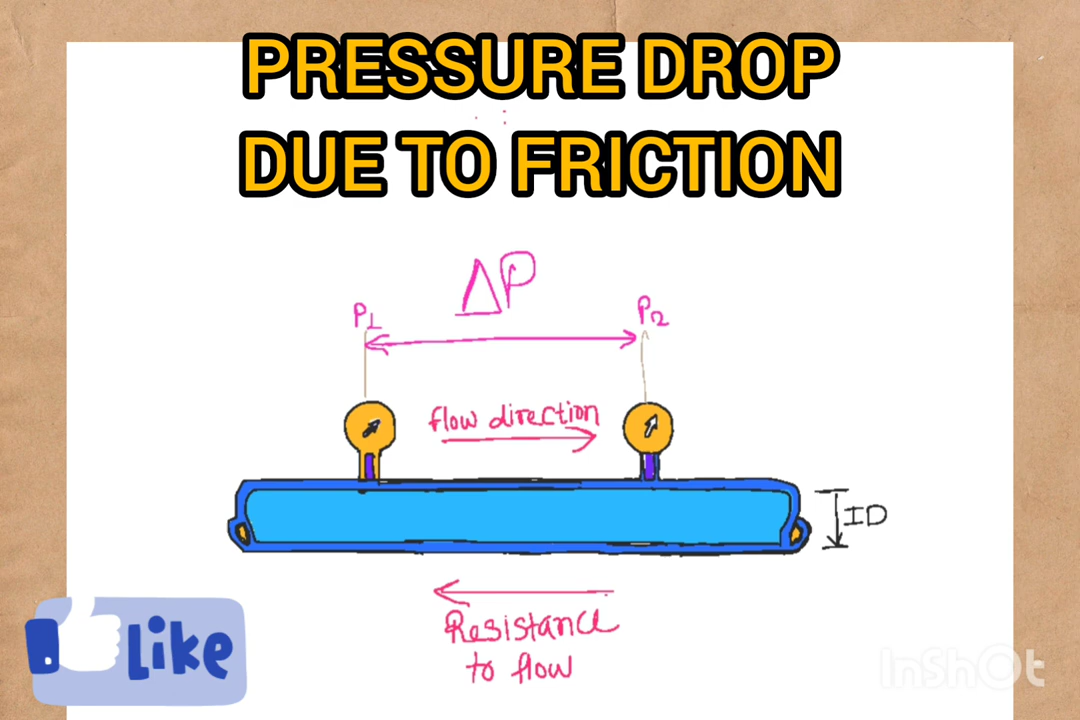 PRESSURE DROP
DUE TO FRICTION
ΔP
P1
P2
flow direction
ID
Resistance
to flow
Like
InShOt